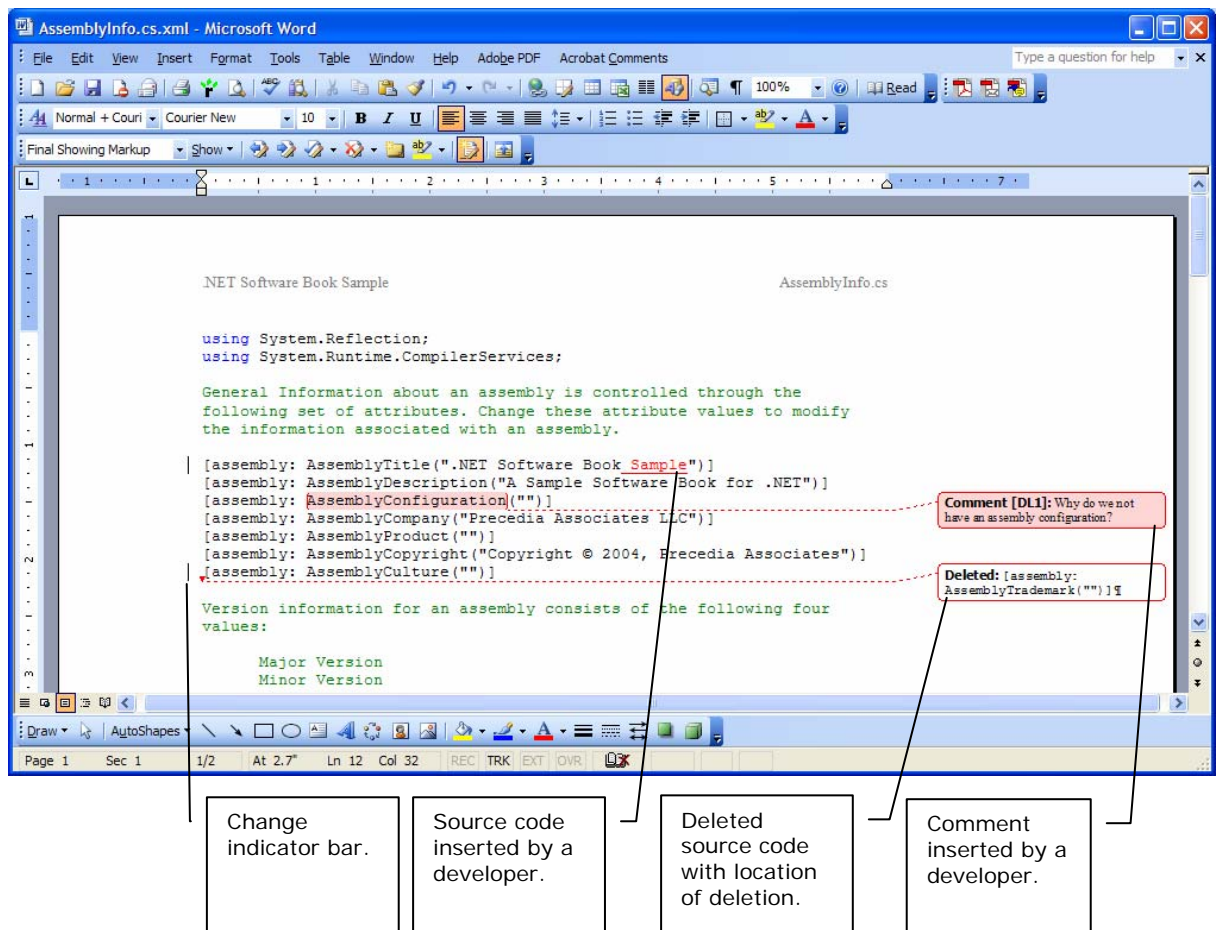 AssemblyInfo.cs.xml - Microsoft Word
File Edit View Insert Format Tools Table Window Help Adobe PDF Acrobat Comments Type a question for help
100% Read
Normal + Couri Courier New 10 B I U
Final Showing Markup Show
1 1 2 3 4 5 7
.NET Software Book Sample AssemblyInfo.cs
using System.Reflection;
using System.Runtime.CompilerServices;
General Information about an assembly is controlled through the
following set of attributes. Change these attribute values to modify
the information associated with an assembly.
[assembly: AssemblyTitle(".NET Software Book Sample")]
[assembly: AssemblyDescription("A Sample Software Book for .NET")]
[assembly: AssemblyConfiguration("")]
[assembly: AssemblyCompany("Precedia Associates LLC")]
[assembly: AssemblyProduct("")]
[assembly: AssemblyCopyright("Copyright © 2004, Precedia Associates")]
[assembly: AssemblyCulture("")]
Comment [DL1]: Why do we not
have an assembly configuration?
Deleted: [assembly:
AssemblyTrademark("")]¶
Version information for an assembly consists of the following four
values:
Major Version
Minor Version
Draw AutoShapes
Page 1 Sec 1 1/2 At 2.7" Ln 12 Col 32 REC TRK EXT OVR
Change
indicator bar.
Source code
inserted by a
developer.
Deleted
source code
with location
of deletion.
Comment
inserted by a
developer.